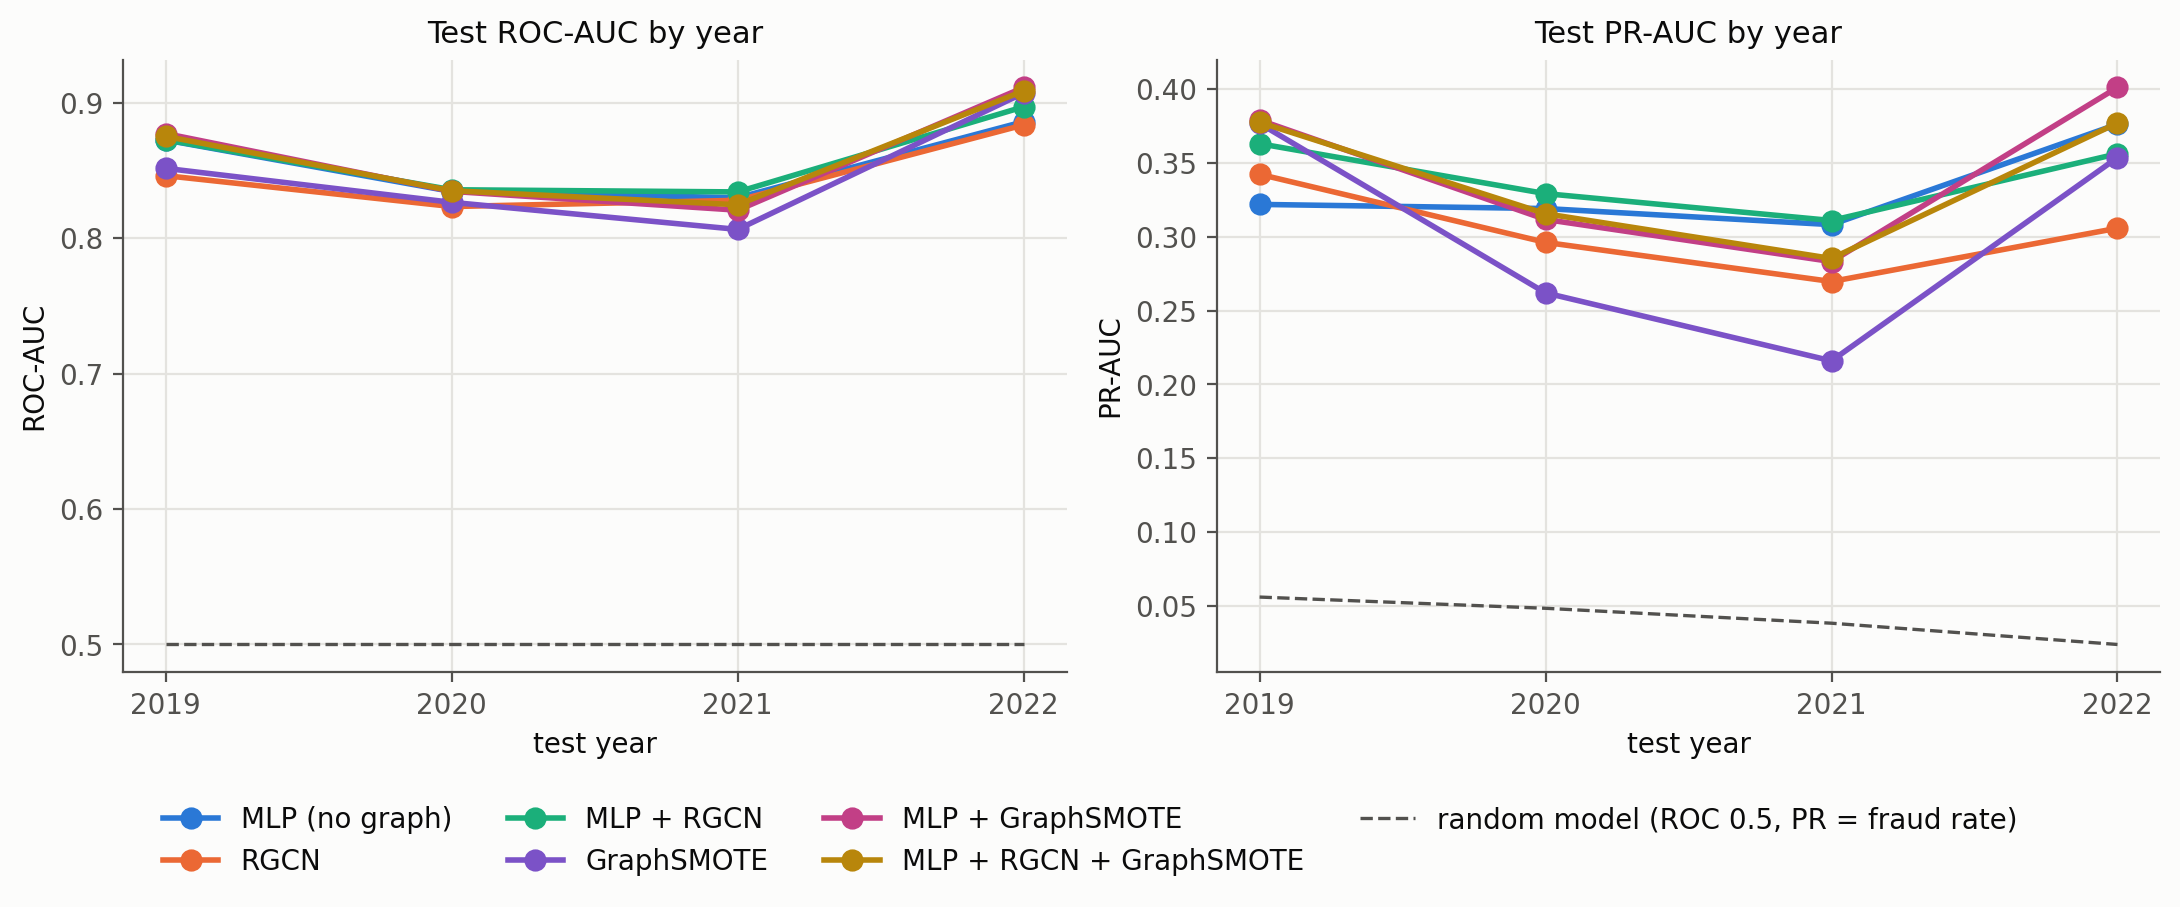 Test ROC-AUC by year
ROC-AUC
0.9
0.8
0.7
0.6
0.5
2019 2020 2021 2022
test year
Test PR-AUC by year
PR-AUC
0.40
0.35
0.30
0.25
0.20
0.15
0.10
0.05
2019 2020 2021 2022
test year
MLP (no graph) MLP + RGCN MLP + GraphSMOTE random model (ROC 0.5, PR = fraud rate)
RGCN GraphSMOTE MLP + RGCN + GraphSMOTE